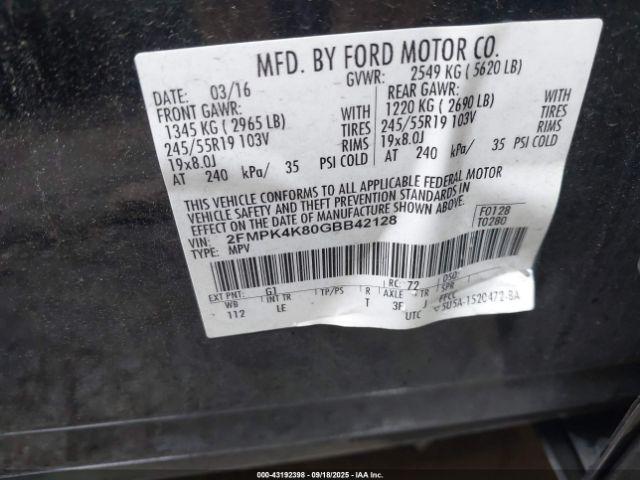 MFD. BY FORD MOTOR CO.
DATE: 03/16 GVWR: 2549 KG ( 5620 LB)
FRONT GAWR: REAR GAWR:
1345 KG ( 2965 LB) WITH 1220 KG ( 2690 LB) WITH
245/55R19 103V TIRES 245/55R19 103V TIRES
19x8.0J RIMS 19x8.0J RIMS
AT 240 kPa/ 35 PSI COLD AT 240 kPa/ 35 PSI COLD
THIS VEHICLE CONFORMS TO ALL APPLICABLE FEDERAL MOTOR
VEHICLE SAFETY AND THEFT PREVENTION STANDARDS IN
EFFECT ON THE DATE OF MANUFACTURE SHOWN ABOVE.
VIN: 2FMPK4K80GBB42128 F0128
TYPE: MPV T0280
EXT PNT: G1 RC: 72 DSO:
WB INT TR TP/PS R AXLE TR SPR
112 LE T 3F J FFCC
UTC 5U5A-1520472-BA
000-43192398 - 09/18/2025 - IAA Inc.